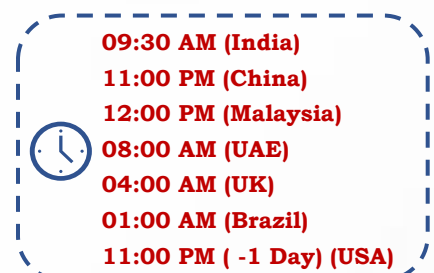 09:30 AM (India)
11:00 PM (China)
12:00 PM (Malaysia)
08:00 AM (UAE)
04:00 AM (UK)
01:00 AM (Brazil)
11:00 PM ( -1 Day) (USA)